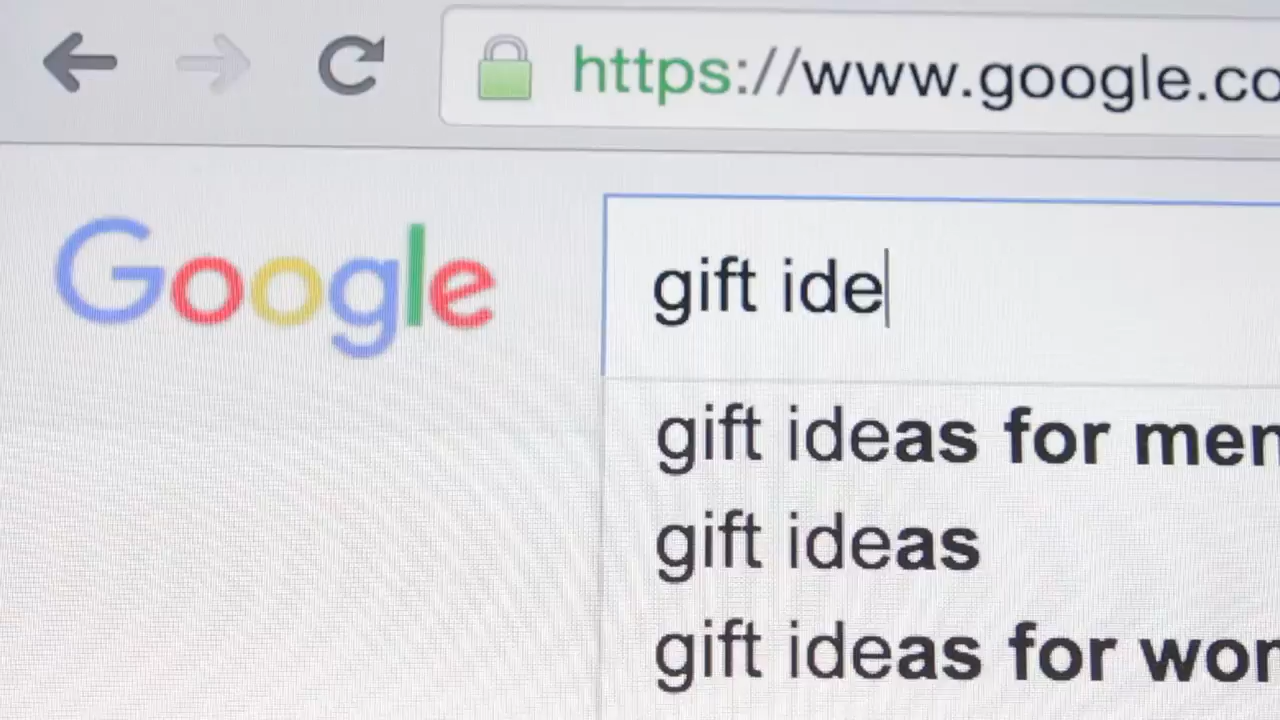 https://www.google.co
Google
gift ide
gift ideas for men
gift ideas
gift ideas for wor